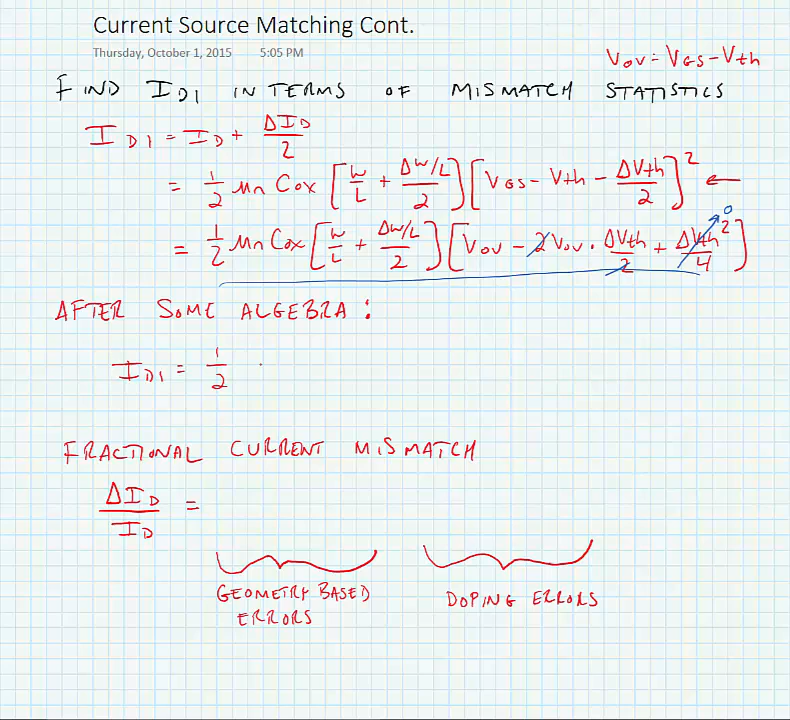 Current Source Matching Cont.
Thursday, October 1, 2015 5:05 PM
Vov = VGS - Vth
FIND ID1 IN TERMS OF MISMATCH STATISTICS
ID1 = ID + ΔID/2
= 1/2 μn Cox [W/L + (ΔW/L)/2][VGS - Vth - ΔVth/2]² ←
= 1/2 μn Cox [W/L + (ΔW/L)/2][Vov - 2Vov · ΔVth/2 + ΔVth²/4] 0
AFTER SOME ALGEBRA:
ID1 = 1/2
FRACTIONAL CURRENT MISMATCH
ΔID/ID =
GEOMETRY BASED
ERRORS
DOPING ERRORS